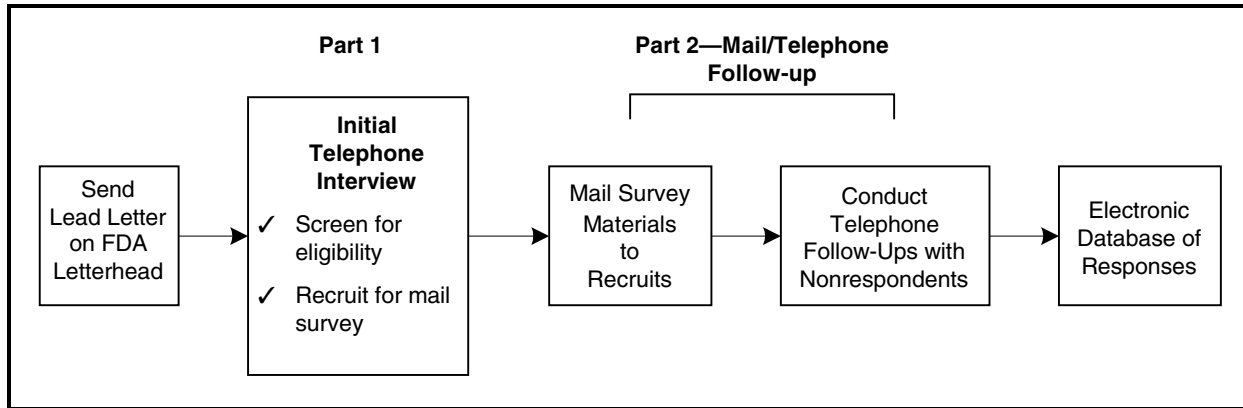 Part 1
Part 2—Mail/Telephone
Follow-up
Send
Lead Letter
on FDA
Letterhead
Initial
Telephone
Interview
✓ Screen for
eligibility
✓ Recruit for mail
survey
Mail Survey
Materials
to
Recruits
Conduct
Telephone
Follow-Ups with
Nonrespondents
Electronic
Database of
Responses